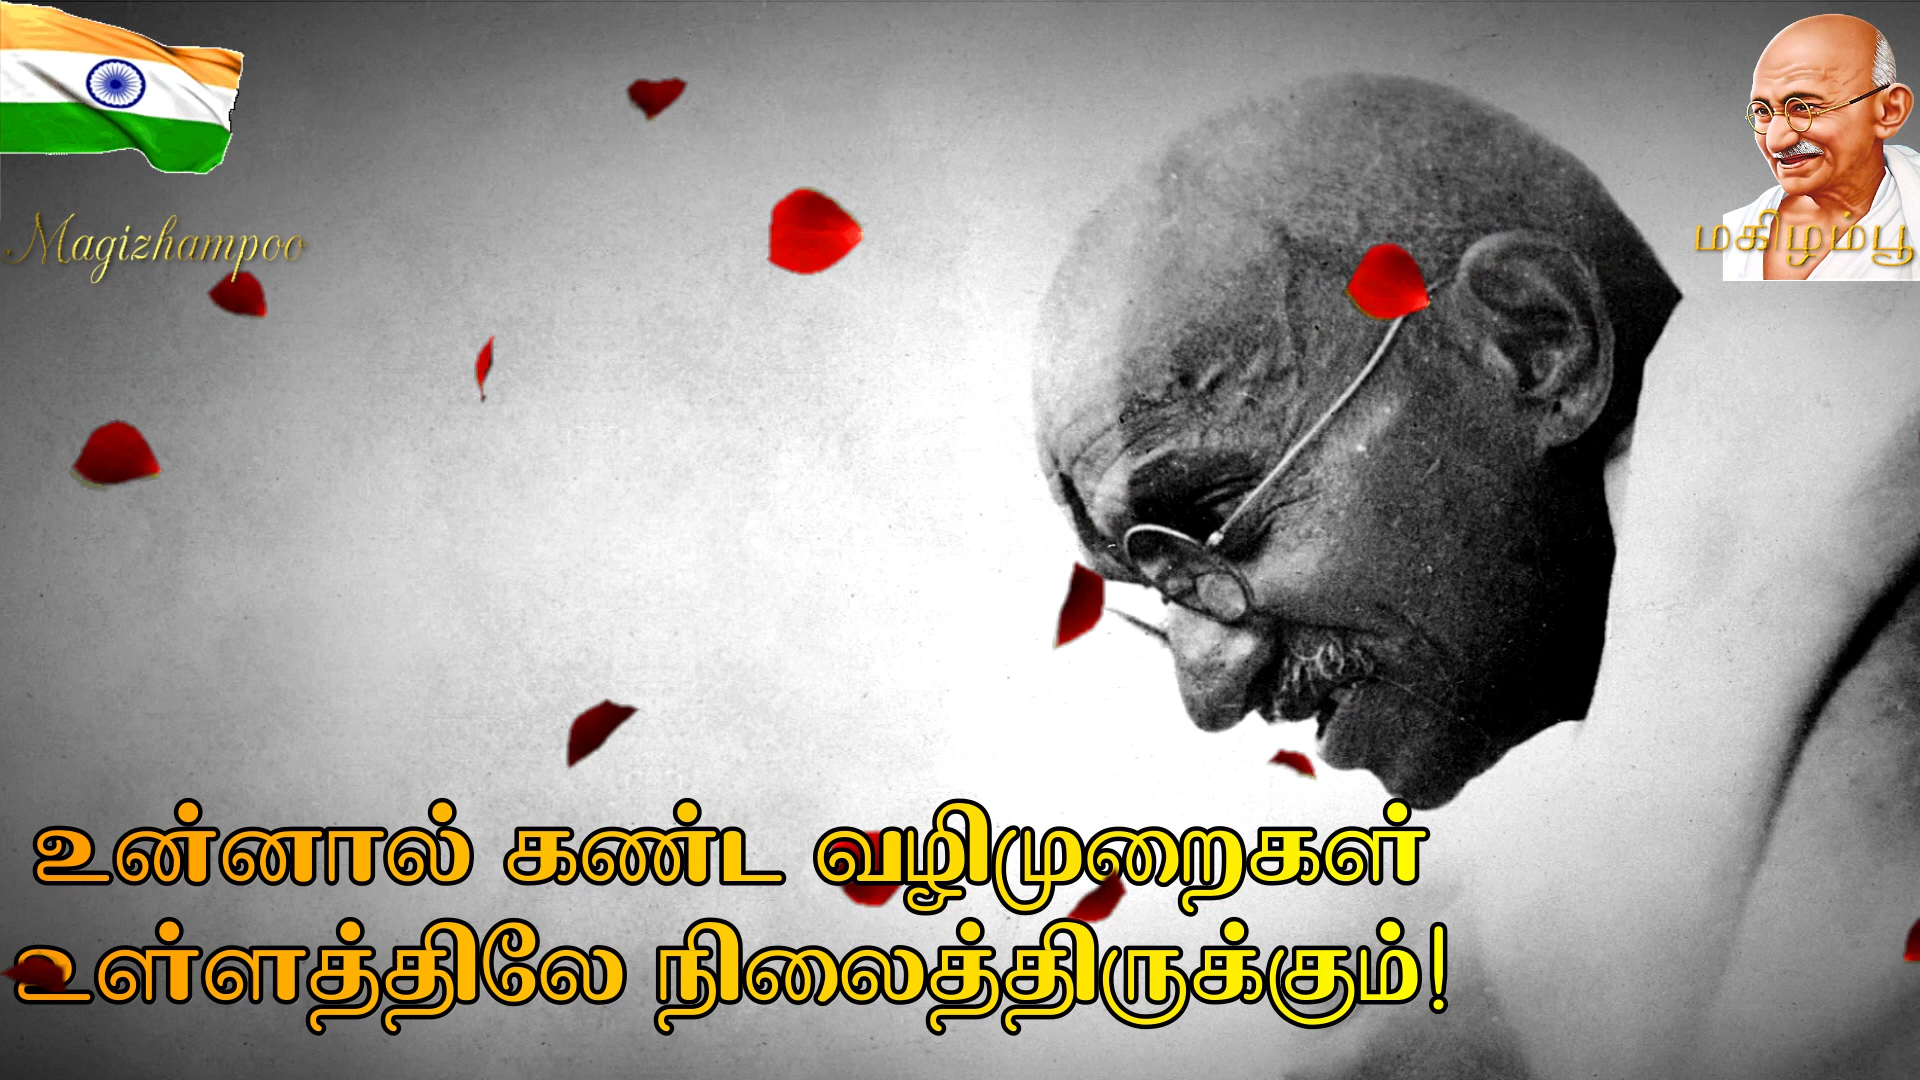 Magizhampoo
மகிழம்பூ
உன்னால் கண்ட வழிமுறைகள்
உள்ளத்திலே நிலைத்திருக்கும்!